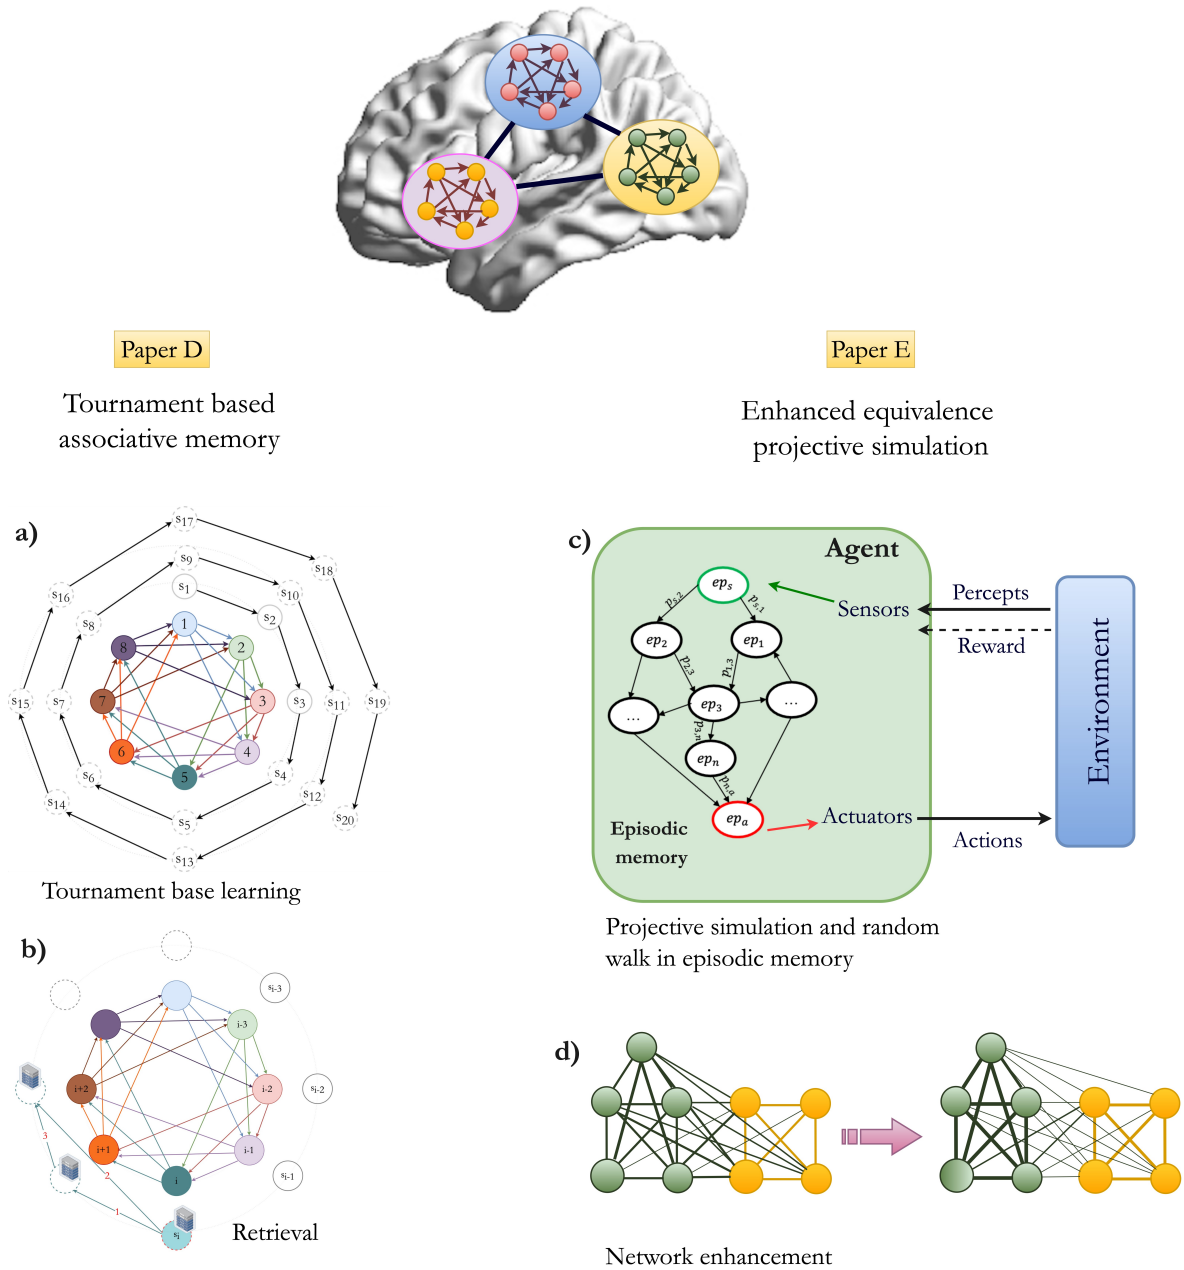 Paper D
Tournament based
associative memory
Paper E
Enhanced equivalence
projective simulation
a)
s17
s18
s9
s16
s1
s10
s8
s2
1
8
2
s15
s7
7
3
s3
s11
s19
6
4
5
s6
s4
s14
s12
s5
s20
s13
Tournament base learning
b)
si-3
i-3
i+2
i-2
si-2
3
i+1
i-1
2
i
si-1
1
si
Retrieval
c)
Agent
eps
ps,2
ps,1
Sensors
Percepts
Reward
ep2
ep1
p2,3
p1,3
...
ep3
...
p3,n
epn
pn,a
epa
Actuators
Actions
Episodic
memory
Environment
Projective simulation and random
walk in episodic memory
d)
Network enhancement